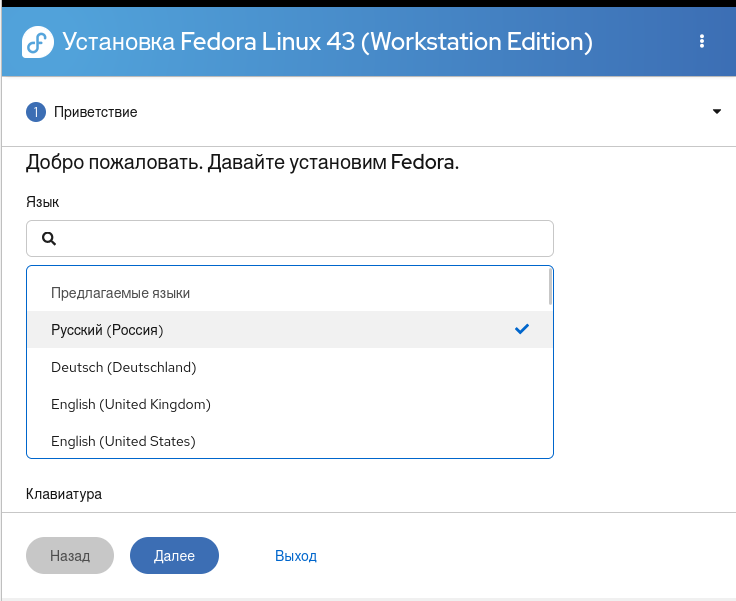 Установка Fedora Linux 43 (Workstation Edition)
1 Приветствие
Добро пожаловать. Давайте установим Fedora.
Язык
Предлагаемые языки
Русский (Россия)
Deutsch (Deutschland)
English (United Kingdom)
English (United States)
Клавиатура
Назад Далее Выход